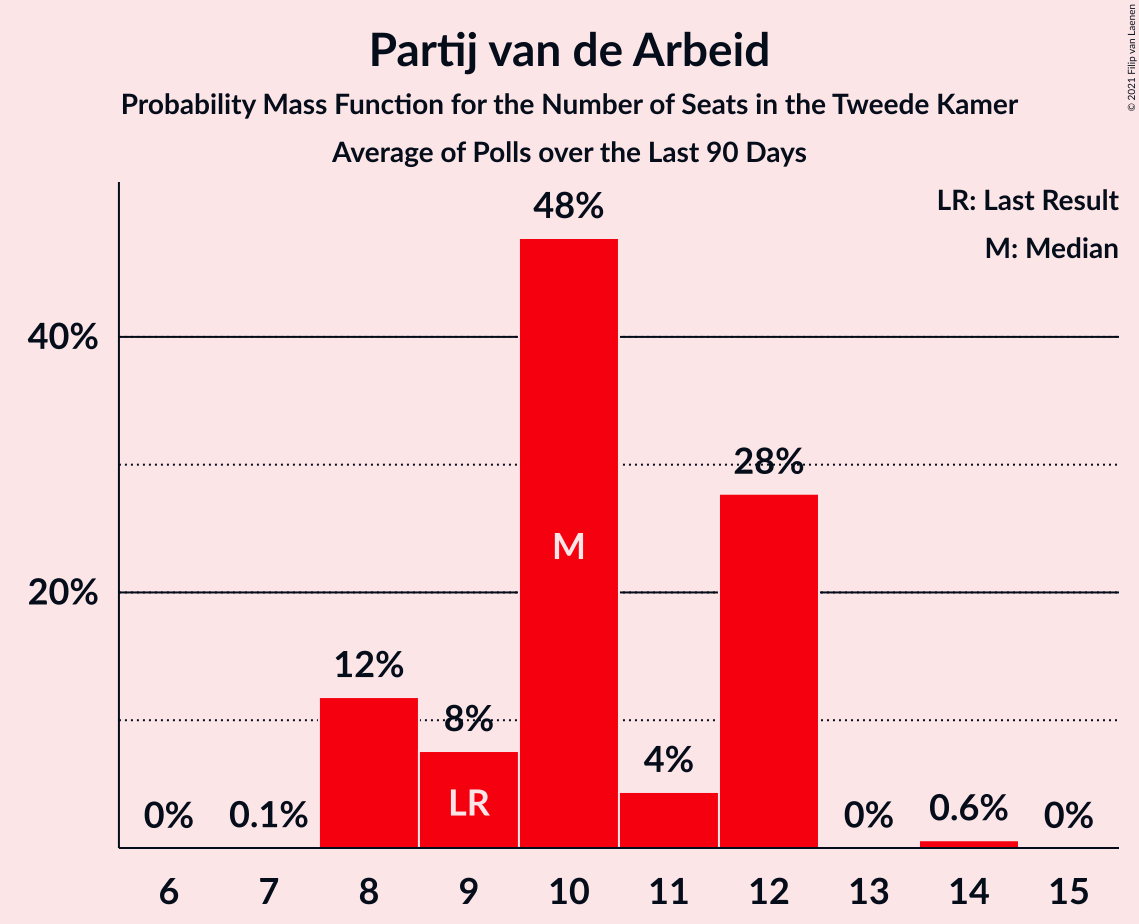 Partij van de Arbeid
Probability Mass Function for the Number of Seats in the Tweede Kamer
Average of Polls over the Last 90 Days
© 2021 Filip van Laenen
LR: Last Result
M: Median
48%
40%
28%
M
20%
12%
8%
4%
LR
0%
0.1%
0%
0.6%
0%
6 7 8 9 10 11 12 13 14 15